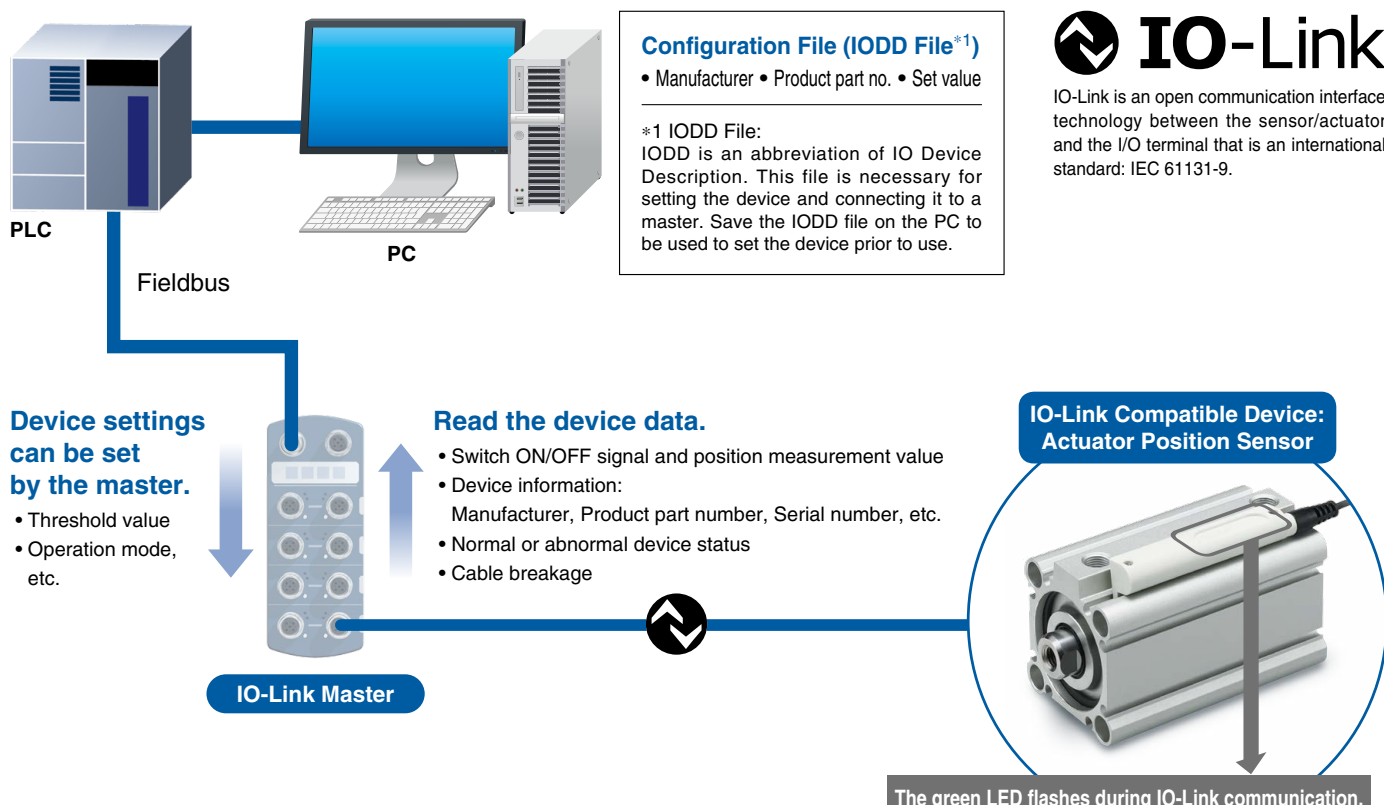 Configuration File (IODD File*1)
• Manufacturer • Product part no. • Set value
*1 IODD File:
IODD is an abbreviation of IO Device
Description. This file is necessary for
setting the device and connecting it to a
master. Save the IODD file on the PC to
be used to set the device prior to use.
IO-Link
IO-Link is an open communication interface
technology between the sensor/actuator
and the I/O terminal that is an international
standard: IEC 61131-9.
PLC
PC
Fieldbus
Device settings
can be set
by the master.
• Threshold value
• Operation mode,
etc.
Read the device data.
• Switch ON/OFF signal and position measurement value
• Device information:
Manufacturer, Product part number, Serial number, etc.
• Normal or abnormal device status
• Cable breakage
IO-Link Master
IO-Link Compatible Device:
Actuator Position Sensor
The green LED flashes during IO-Link communication.